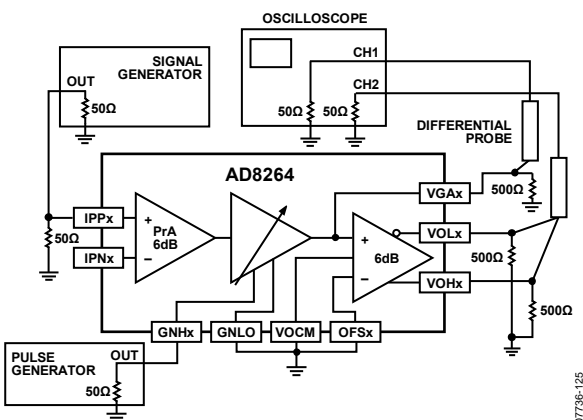 OSCILLOSCOPE
SIGNAL
GENERATOR
OUT
50Ω
CH1
CH2
50Ω
50Ω
DIFFERENTIAL
PROBE
AD8264
VGAx
500Ω
IPPx
+
PrA
6dB
–
50Ω
IPNx
+
6dB
–
VOLx
VOHx
500Ω
500Ω
GNHx
GNLO
VOCM
OFSx
PULSE
GENERATOR
OUT
50Ω
07736-125